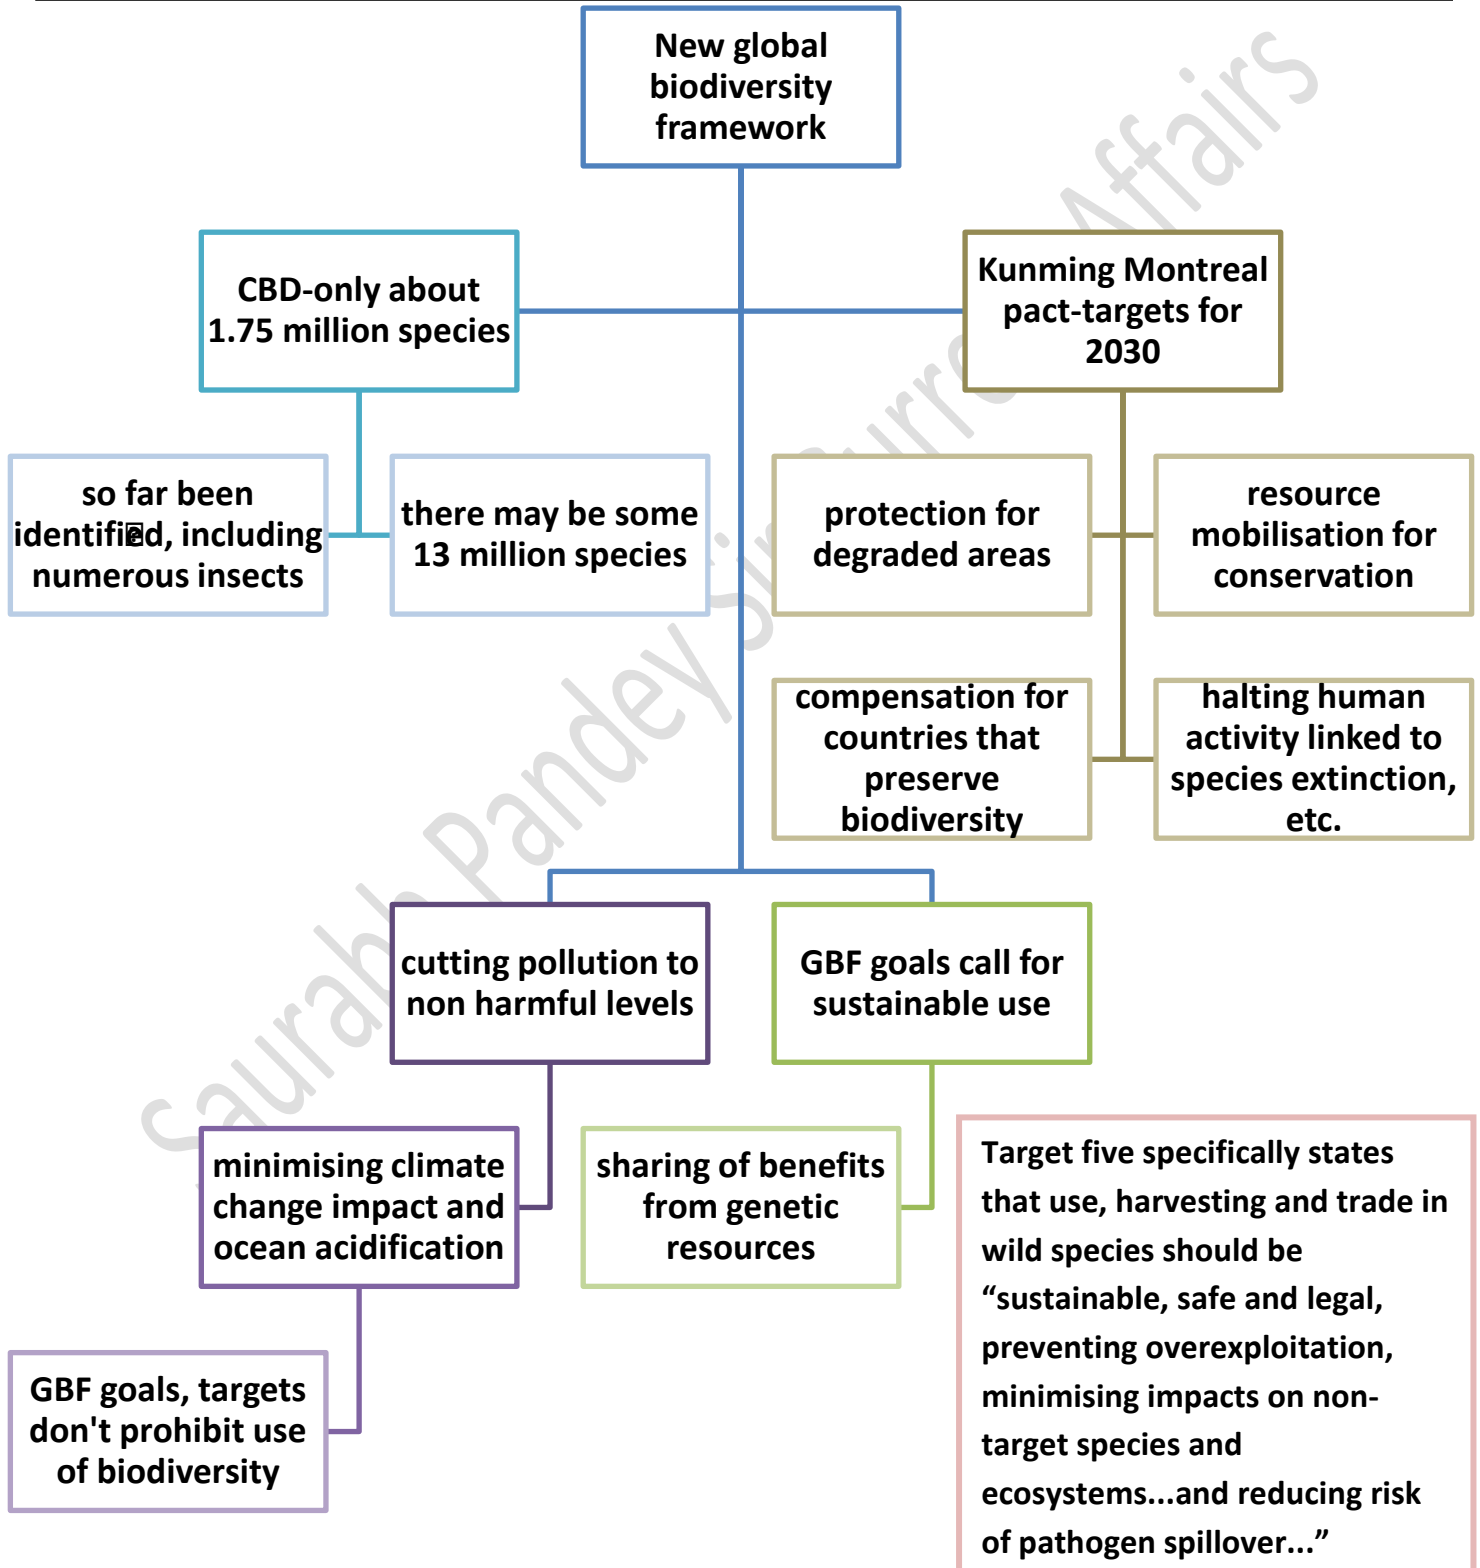 New global
biodiversity
framework
CBD-only about
1.75 million species
Kunming Montreal
pact-targets for
2030
so far been
identified, including
numerous insects
there may be some
13 million species
protection for
degraded areas
resource
mobilisation for
conservation
compensation for
countries that
preserve
biodiversity
halting human
activity linked to
species extinction,
etc.
cutting pollution to
non harmful levels
GBF goals call for
sustainable use
minimising climate
change impact and
ocean acidification
sharing of benefits
from genetic
resources
GBF goals, targets
don't prohibit use
of biodiversity
Target five specifically states
that use, harvesting and trade in
wild species should be
“sustainable, safe and legal,
preventing overexploitation,
minimising impacts on non-
target species and
ecosystems...and reducing risk
of pathogen spillover...”
Saurabh Pandey Sir Current Affairs